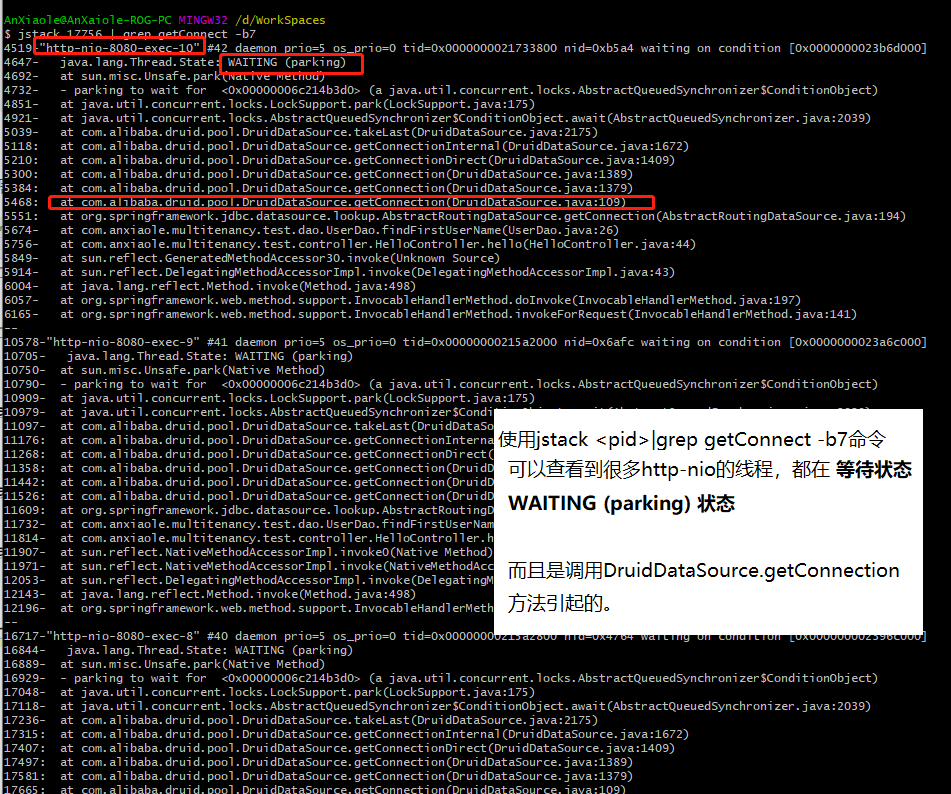 AnXiaole@AnXaiole-ROG-PC MINGW32 /d/WorkSpaces
$ jstack 17756 | grep getConnect -b7
4519-"http-nio-8080-exec-10" #42 daemon prio=5 os_prio=0 tid=0x0000000021733800 nid=0xb5a4 waiting on condition [0x0000000023b6d000]
4647-   java.lang.Thread.State: WAITING (parking)
4692-  at sun.misc.Unsafe.park(Native Method)
4732-  - parking to wait for  <0x00000006c214b3d0> (a java.util.concurrent.locks.AbstractQueuedSynchronizer$ConditionObject)
4851-  at java.util.concurrent.locks.LockSupport.park(LockSupport.java:175)
4921-  at java.util.concurrent.locks.AbstractQueuedSynchronizer$ConditionObject.await(AbstractQueuedSynchronizer.java:2039)
5039-  at com.alibaba.druid.pool.DruidDataSource.takeLast(DruidDataSource.java:2175)
5118:  at com.alibaba.druid.pool.DruidDataSource.getConnectionInternal(DruidDataSource.java:1672)
5210:  at com.alibaba.druid.pool.DruidDataSource.getConnectionDirect(DruidDataSource.java:1409)
5300:  at com.alibaba.druid.pool.DruidDataSource.getConnection(DruidDataSource.java:1389)
5384:  at com.alibaba.druid.pool.DruidDataSource.getConnection(DruidDataSource.java:1379)
5468:  at com.alibaba.druid.pool.DruidDataSource.getConnection(DruidDataSource.java:109)
5551:  at org.springframework.jdbc.datasource.lookup.AbstractRoutingDataSource.getConnection(AbstractRoutingDataSource.java:194)
5674-  at com.anxiaole.multitenancy.test.dao.UserDao.findFirstUserName(UserDao.java:26)
5756-  at com.anxiaole.multitenancy.test.controller.HelloController.hello(HelloController.java:44)
5849-  at sun.reflect.GeneratedMethodAccessor30.invoke(Unknown Source)
5914-  at sun.reflect.DelegatingMethodAccessorImpl.invoke(DelegatingMethodAccessorImpl.java:43)
6004-  at java.lang.reflect.Method.invoke(Method.java:498)
6057-  at org.springframework.web.method.support.InvocableHandlerMethod.doInvoke(InvocableHandlerMethod.java:197)
6165-  at org.springframework.web.method.support.InvocableHandlerMethod.invokeForRequest(InvocableHandlerMethod.java:141)
--
10578-"http-nio-8080-exec-9" #41 daemon prio=5 os_prio=0 tid=0x00000000215a2000 nid=0x6afc waiting on condition [0x0000000023a6c000]
10705-   java.lang.Thread.State: WAITING (parking)
10750-  at sun.misc.Unsafe.park(Native Method)
10790-  - parking to wait for  <0x00000006c214b3d0> (a java.util.concurrent.locks.AbstractQueuedSynchronizer$ConditionObject)
10909-  at java.util.concurrent.locks.LockSupport.park(LockSupport.java:175)
10979-  at java.util.concurrent.locks.AbstractQueuedSynchronizer$Cond
11097-  at com.alibaba.druid.pool.DruidDataSource.takeLast(DruidDataSo
11176:  at com.alibaba.druid.pool.DruidDataSource.getConnectionInterna
11268:  at com.alibaba.druid.pool.DruidDataSource.getConnectionDirect(
11358:  at com.alibaba.druid.pool.DruidDataSource.getConnection(DruidD
11442:  at com.alibaba.druid.pool.DruidDataSource.getConnection(DruidD
11526:  at com.alibaba.druid.pool.DruidDataSource.getConnection(DruidD
11609:  at org.springframework.jdbc.datasource.lookup.AbstractRoutingD
11732-  at com.anxiaole.multitenancy.test.dao.UserDao.findFirstUserNam
11814-  at com.anxiaole.multitenancy.test.controller.HelloController.h
11907-  at sun.reflect.NativeMethodAccessorImpl.invoke0(Native Method)
11971-  at sun.reflect.NativeMethodAccessorImpl.invoke(NativeMethodAcc
12053-  at sun.reflect.DelegatingMethodAccessorImpl.invoke(DelegatingM
12143-  at java.lang.reflect.Method.invoke(Method.java:498)
12196-  at org.springframework.web.method.support.InvocableHandlerMeth
使用jstack <pid>|grep getConnect -b7命令
可以查看到很多http-nio的线程，都在 等待状态
WAITING (parking) 状态
而且是调用DruidDataSource.getConnection
方法引起的。
--
16717-"http-nio-8080-exec-8" #40 daemon prio=5 os_prio=0 tid=0x00000000215a2800 nid=0x4764 waiting on condition [0x000000002396c000]
16844-   java.lang.Thread.State: WAITING (parking)
16889-  at sun.misc.Unsafe.park(Native Method)
16929-  - parking to wait for  <0x00000006c214b3d0> (a java.util.concurrent.locks.AbstractQueuedSynchronizer$ConditionObject)
17048-  at java.util.concurrent.locks.LockSupport.park(LockSupport.java:175)
17118-  at java.util.concurrent.locks.AbstractQueuedSynchronizer$ConditionObject.await(AbstractQueuedSynchronizer.java:2039)
17236-  at com.alibaba.druid.pool.DruidDataSource.takeLast(DruidDataSource.java:2175)
17315:  at com.alibaba.druid.pool.DruidDataSource.getConnectionInternal(DruidDataSource.java:1672)
17407:  at com.alibaba.druid.pool.DruidDataSource.getConnectionDirect(DruidDataSource.java:1409)
17497:  at com.alibaba.druid.pool.DruidDataSource.getConnection(DruidDataSource.java:1389)
17581:  at com.alibaba.druid.pool.DruidDataSource.getConnection(DruidDataSource.java:1379)
17665:  at com.alibaba.druid.pool.DruidDataSource.getConnection(DruidDataSource.java:109)